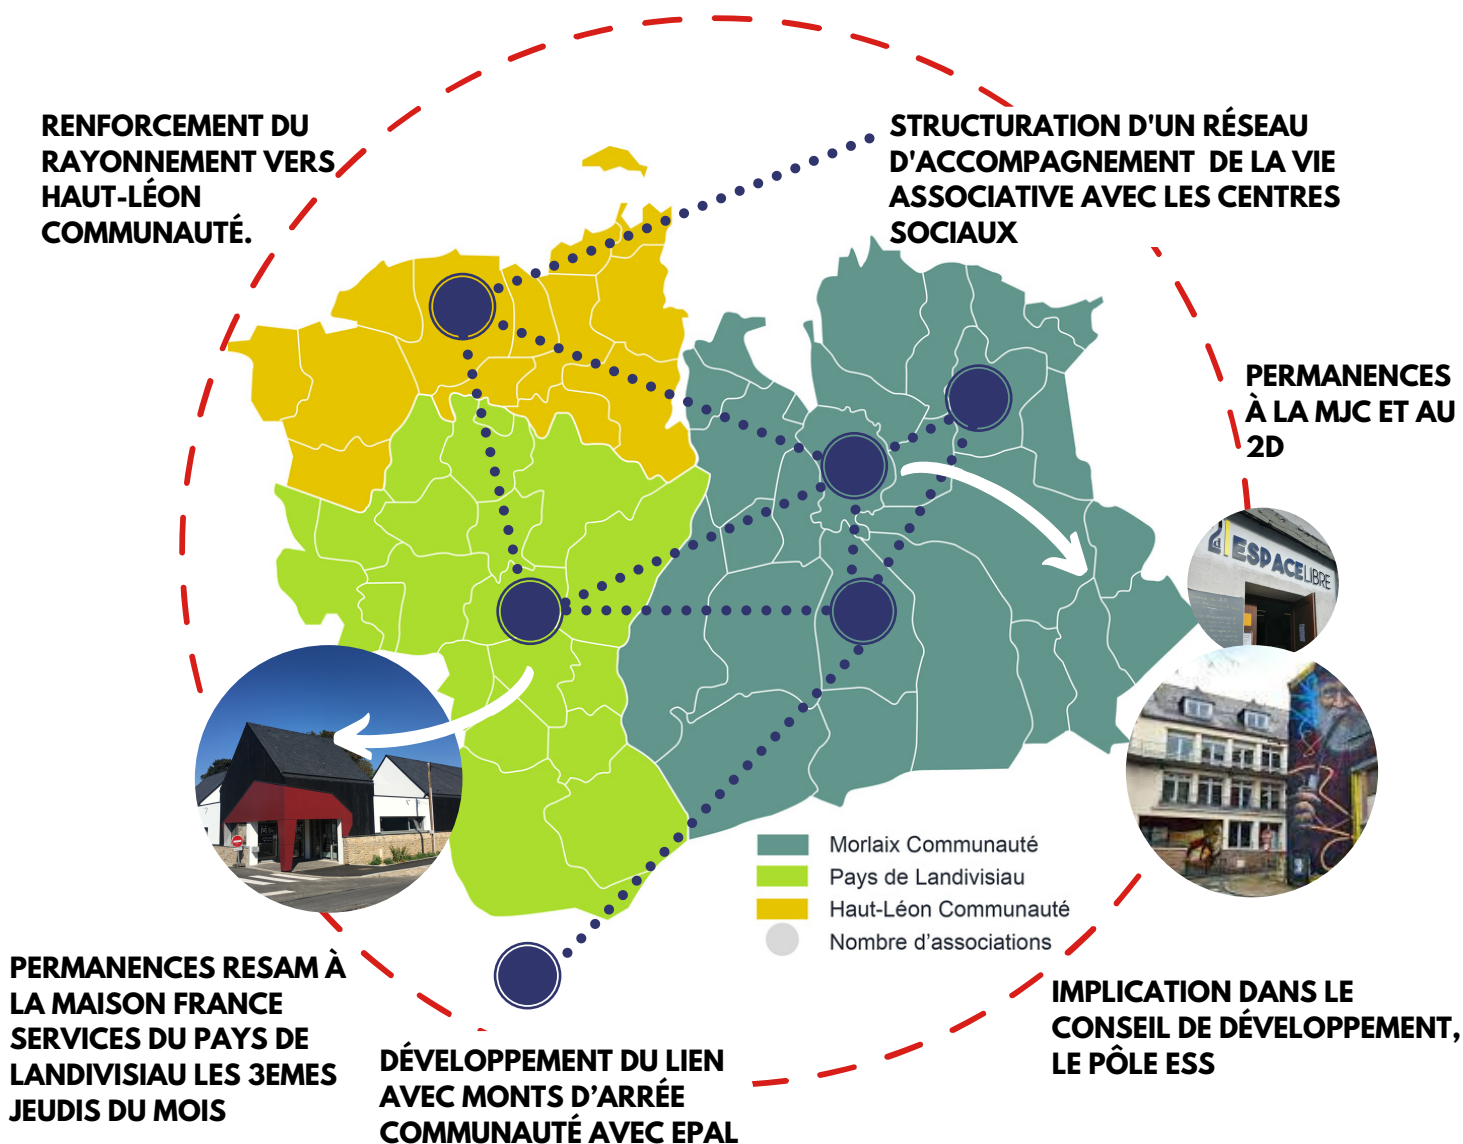 RENFORCEMENT DU
RAYONNEMENT VERS
HAUT-LÉON
COMMUNAUTÉ.
STRUCTURATION D'UN RÉSEAU
D'ACCOMPAGNEMENT DE LA VIE
ASSOCIATIVE AVEC LES CENTRES
SOCIAUX
PERMANENCES
À LA MJC ET AU
2D
ESPACE LIBRE
Morlaix Communauté
Pays de Landivisiau
Haut-Léon Communauté
Nombre d'associations
PERMANENCES RESAM À
LA MAISON FRANCE
SERVICES DU PAYS DE
LANDIVISIAU LES 3EMES
JEUDIS DU MOIS
DÉVELOPPEMENT DU LIEN
AVEC MONTS D'ARRÉE
COMMUNAUTÉ AVEC EPAL
IMPLICATION DANS LE
CONSEIL DE DÉVELOPPEMENT,
LE PÔLE ESS